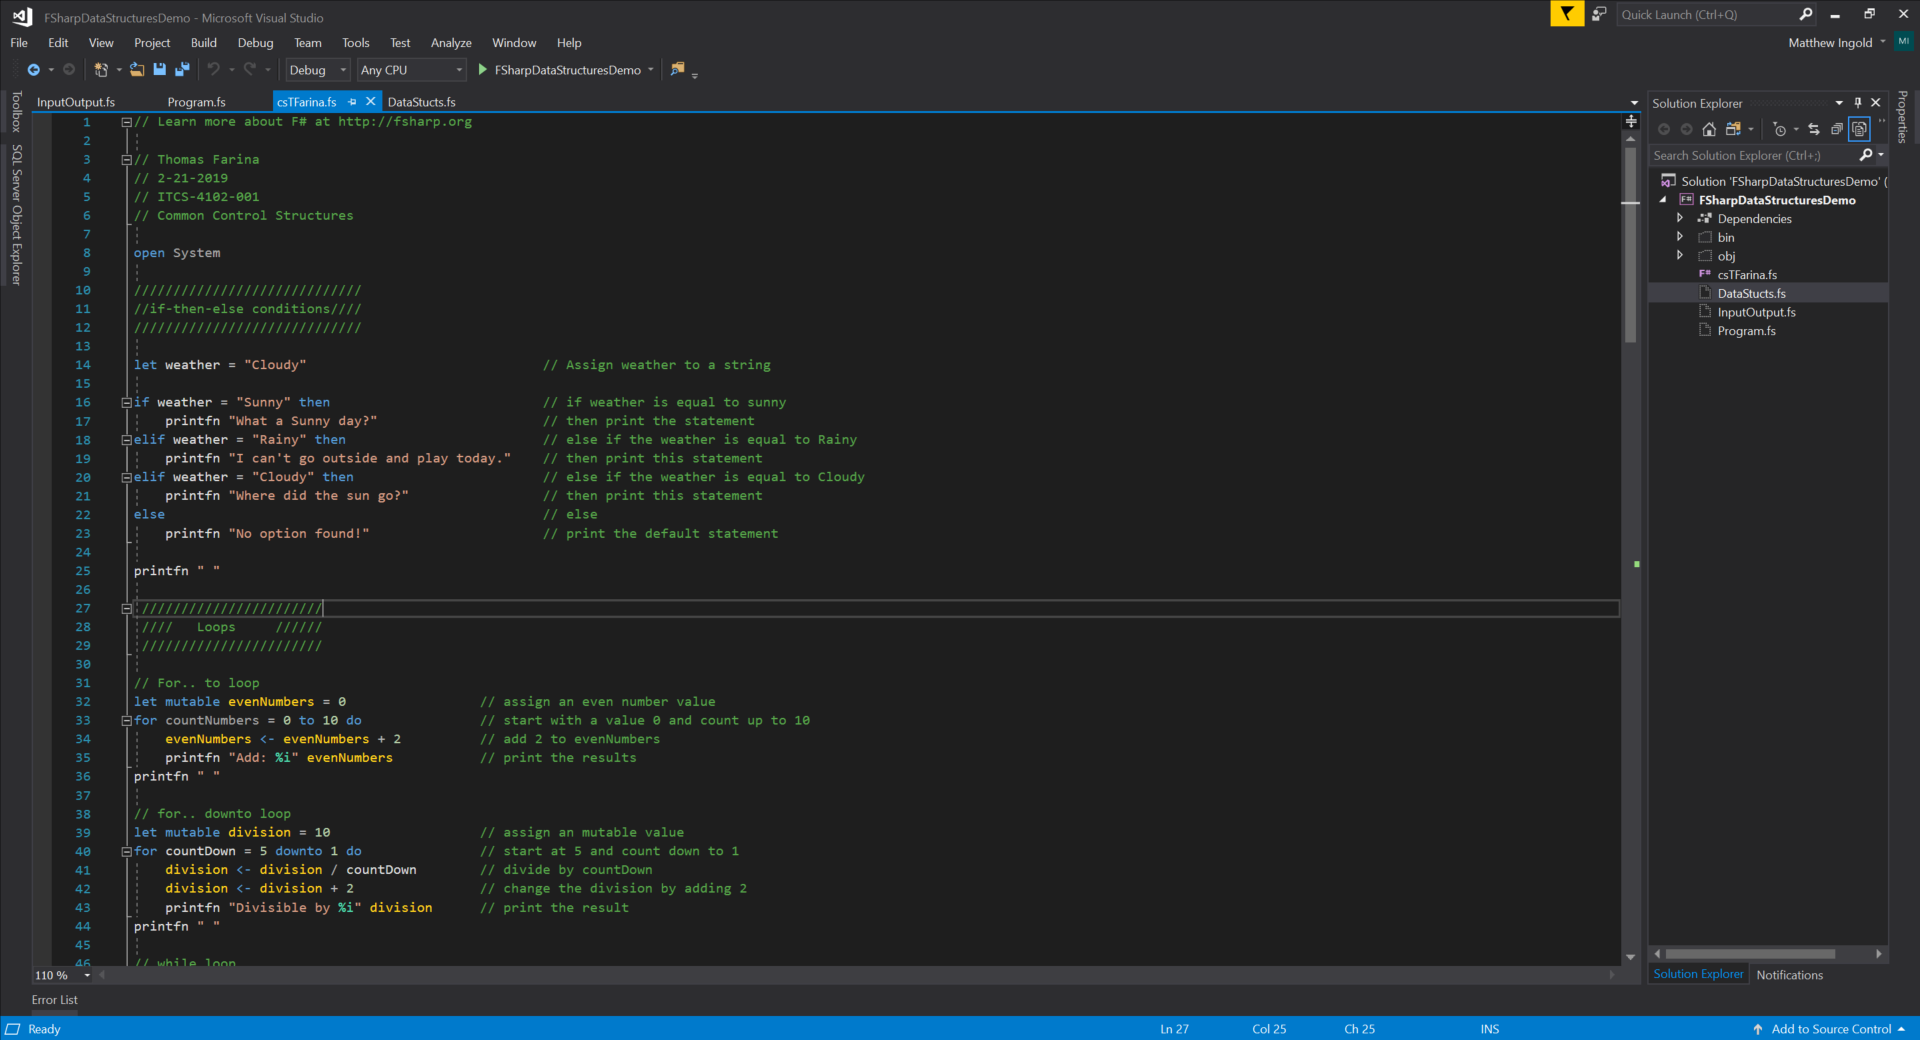 FSharpDataStructuresDemo - Microsoft Visual Studio
Quick Launch (Ctrl+Q)
File Edit View Project Build Debug Team Tools Test Analyze Window Help
Matthew Ingold MI
Debug Any CPU FSharpDataStructuresDemo
Toolbox
SQL Server Object Explorer
InputOutput.fs Program.fs csTFarina.fs DataStucts.fs
1 // Learn more about F# at http://fsharp.org
2
3 // Thomas Farina
4 // 2-21-2019
5 // ITCS-4102-001
6 // Common Control Structures
7
8 open System
9
10 /////////////////////////////
11 //if-then-else conditions////
12 /////////////////////////////
13
14 let weather = "Cloudy" // Assign weather to a string
15
16 if weather = "Sunny" then // if weather is equal to sunny
17 printfn "What a Sunny day?" // then print the statement
18 elif weather = "Rainy" then // else if the weather is equal to Rainy
19 printfn "I can't go outside and play today." // then print this statement
20 elif weather = "Cloudy" then // else if the weather is equal to Cloudy
21 printfn "Where did the sun go?" // then print this statement
22 else // else
23 printfn "No option found!" // print the default statement
24
25 printfn " "
26
27 ///////////////////////
28 //// Loops //////
29 ///////////////////////
30
31 // For.. to loop
32 let mutable evenNumbers = 0 // assign an even number value
33 for countNumbers = 0 to 10 do // start with a value 0 and count up to 10
34 evenNumbers <- evenNumbers + 2 // add 2 to evenNumbers
35 printfn "Add: %i" evenNumbers // print the results
36 printfn " "
37
38 // for.. downto loop
39 let mutable division = 10 // assign an mutable value
40 for countDown = 5 downto 1 do // start at 5 and count down to 1
41 division <- division / countDown // divide by countDown
42 division <- division + 2 // change the division by adding 2
43 printfn "Divisible by %i" division // print the result
44 printfn " "
45
46 // while loop
110 %
Error List
Solution Explorer
Search Solution Explorer (Ctrl+;)
Solution 'FSharpDataStructuresDemo' (
F# FSharpDataStructuresDemo
Dependencies
bin
obj
F# csTFarina.fs
DataStucts.fs
InputOutput.fs
Program.fs
Solution Explorer Notifications
Properties
Ready Ln 27 Col 25 Ch 25 INS Add to Source Control